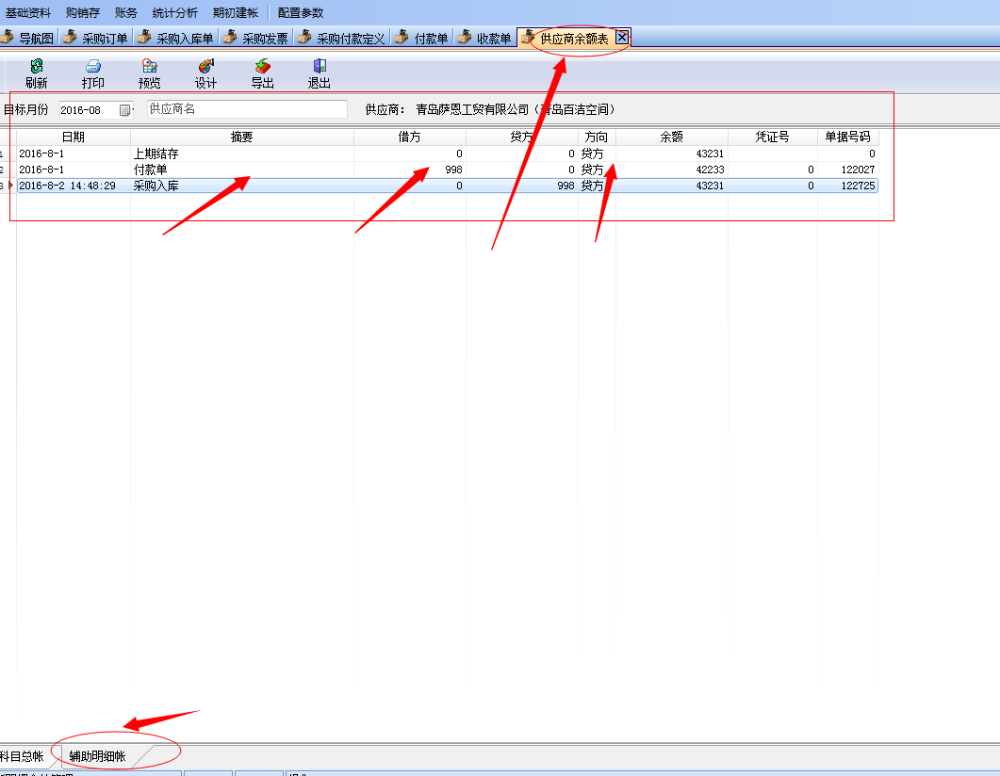 基础资料 购销存 账务 统计分析 期初建帐 配置参数
导航图 采购订单 采购入库单 采购发票 采购付款定义 付款单 收款单 供应商余额表
刷新 打印 预览 设计 导出 退出
目标月份 2016-08 供应商名 供应商: 青岛萨恩工贸有限公司（青岛百洁空间）
日期 摘要 借方 贷方 方向 余额 凭证号 单据号码
1 2016-8-1 上期结存 0 0 贷方 43231 0
2 2016-8-1 付款单 998 0 贷方 42233 0 122027
3 2016-8-2 14:48:29 采购入库 0 998 贷方 43231 0 122725
科目总帐 辅助明细帐